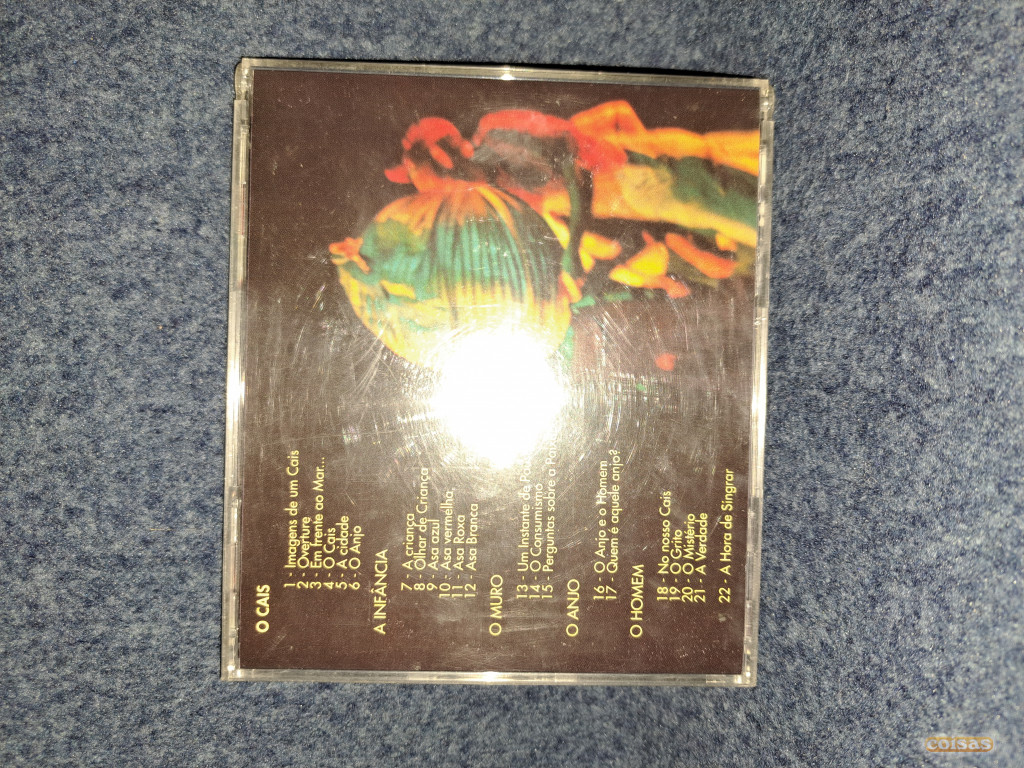 O CAIS
1 - Imagens de um Cais
2 - Overture
3 - Em frente ao Mar...
4 - O Cais
5 - A cidade
6 - O Anjo
A INFÂNCIA
7 - A criança
8 - Olhar de Criança
9 - Asa azul
10 - Asa vermelha,
11 - Asa Roxa
12 - Asa Branca
O MURO
13 - Um Instante de
14 - O Consumismo
15 - Perguntas sobre a
O ANJO
16 - O Anjo e o Homem
17 - Quem é aquele anjo?
O HOMEM
18 - No nosso Cais
19 - O Grito
20 - O Mistério
21 - A Verdade
22 - A Hora de Singrar
coisas